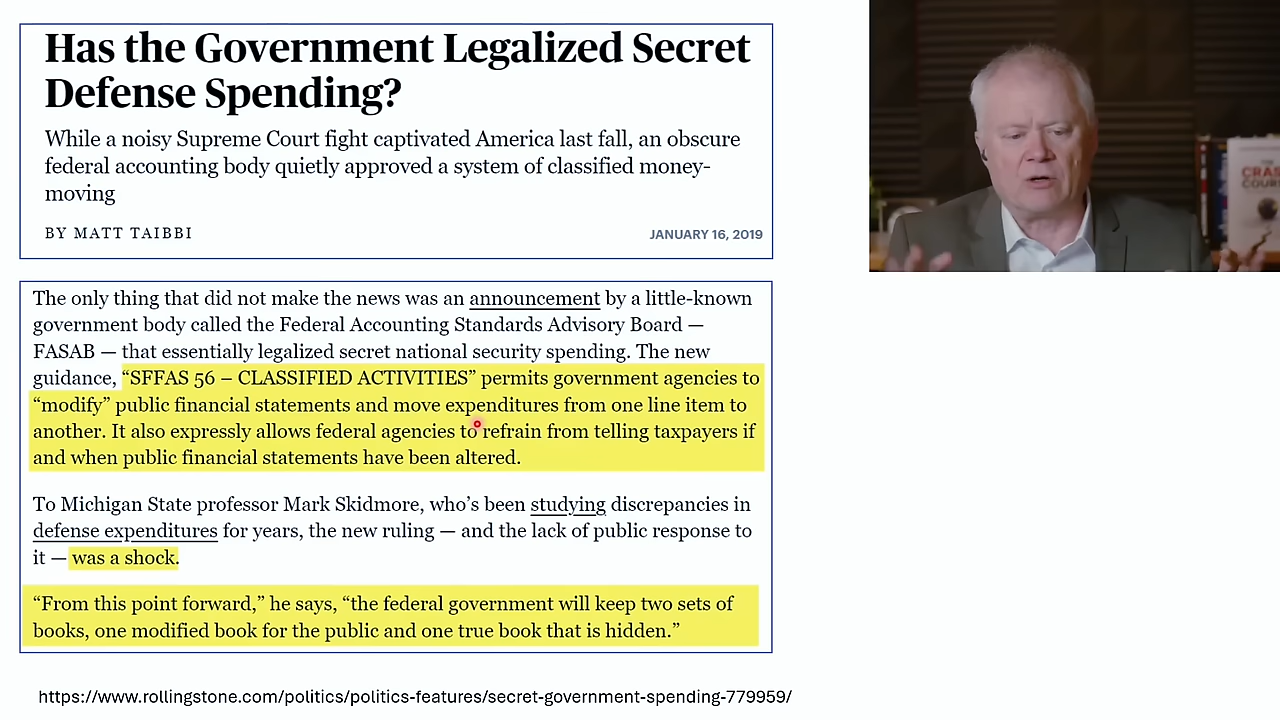 Has the Government Legalized Secret
Defense Spending?
While a noisy Supreme Court fight captivated America last fall, an obscure
federal accounting body quietly approved a system of classified money-
moving
BY MATT TAIBBI
JANUARY 16, 2019
The only thing that did not make the news was an announcement by a little-known
government body called the Federal Accounting Standards Advisory Board —
FASAB — that essentially legalized secret national security spending. The new
guidance, “SFFAS 56 – CLASSIFIED ACTIVITIES” permits government agencies to
“modify” public financial statements and move expenditures from one line item to
another. It also expressly allows federal agencies to refrain from telling taxpayers if
and when public financial statements have been altered.
To Michigan State professor Mark Skidmore, who’s been studying discrepancies in
defense expenditures for years, the new ruling — and the lack of public response to
it — was a shock.
“From this point forward,” he says, “the federal government will keep two sets of
books, one modified book for the public and one true book that is hidden.”
https://www.rollingstone.com/politics/politics-features/secret-government-spending-779959/